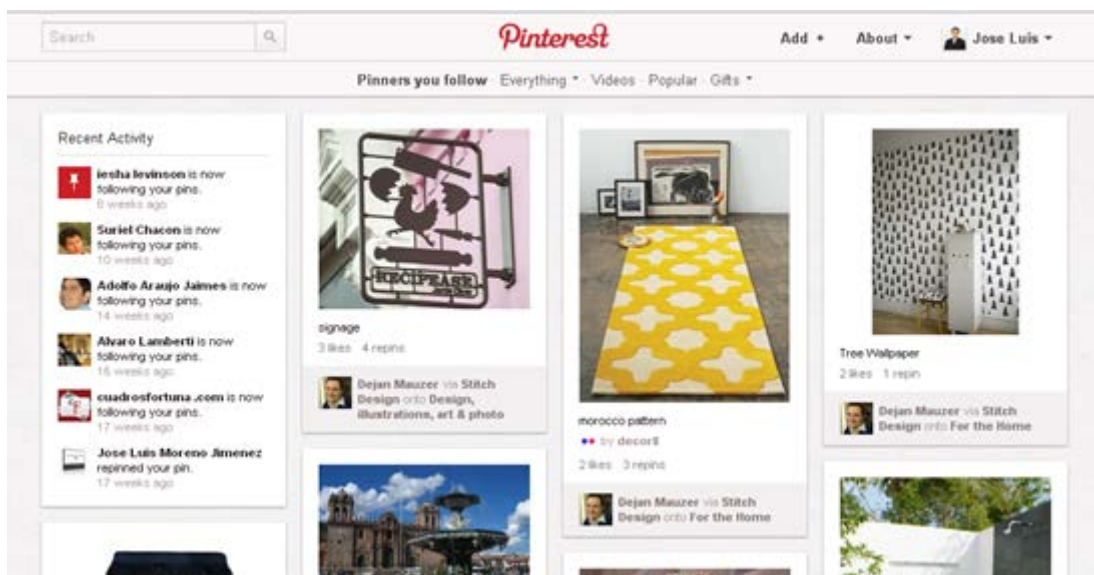 Search
Pinterest
Add +
About
Jose Luis
Pinners you follow · Everything · Videos · Popular · Gifts
Recent Activity
iesha levinson is now
following your pins.
6 weeks ago
Suriel Chacon is now
following your pins.
10 weeks ago
Adolfo Araujo Jaimes is now
following your pins.
14 weeks ago
Alvaro Lamberti is now
following your pins.
16 weeks ago
cuadrosfortuna .com is now
following your pins.
17 weeks ago
Jose Luis Moreno Jimenez
repinned your pin.
17 weeks ago
RECIPEASE
signage
3 likes 4 repins
Dejan Mauzer via Stitch
Design onto Design,
illustrations, art & photo
morocco pattern
by decor8
2 likes 3 repins
Dejan Mauzer via Stitch
Design onto For the Home
Tree Wallpaper
2 likes 1 repin
Dejan Mauzer via Stitch
Design onto For the Home